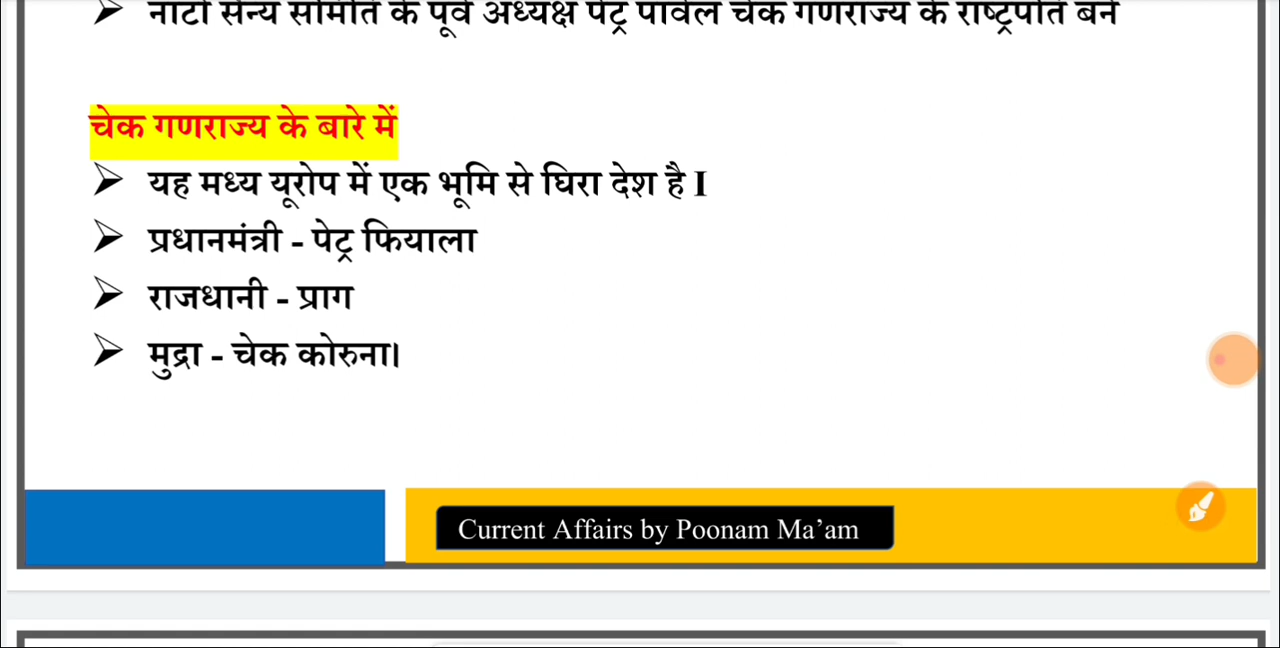 ➢ नाटो सैन्य समिति के पूर्व अध्यक्ष पेट्र पावेल चेक गणराज्य के राष्ट्रपति बने
चेक गणराज्य के बारे में
➢ यह मध्य यूरोप में एक भूमि से घिरा देश है I
➢ प्रधानमंत्री - पेट्र फियाला
➢ राजधानी - प्राग
➢ मुद्रा - चेक कोरुना।
Current Affairs by Poonam Ma’am